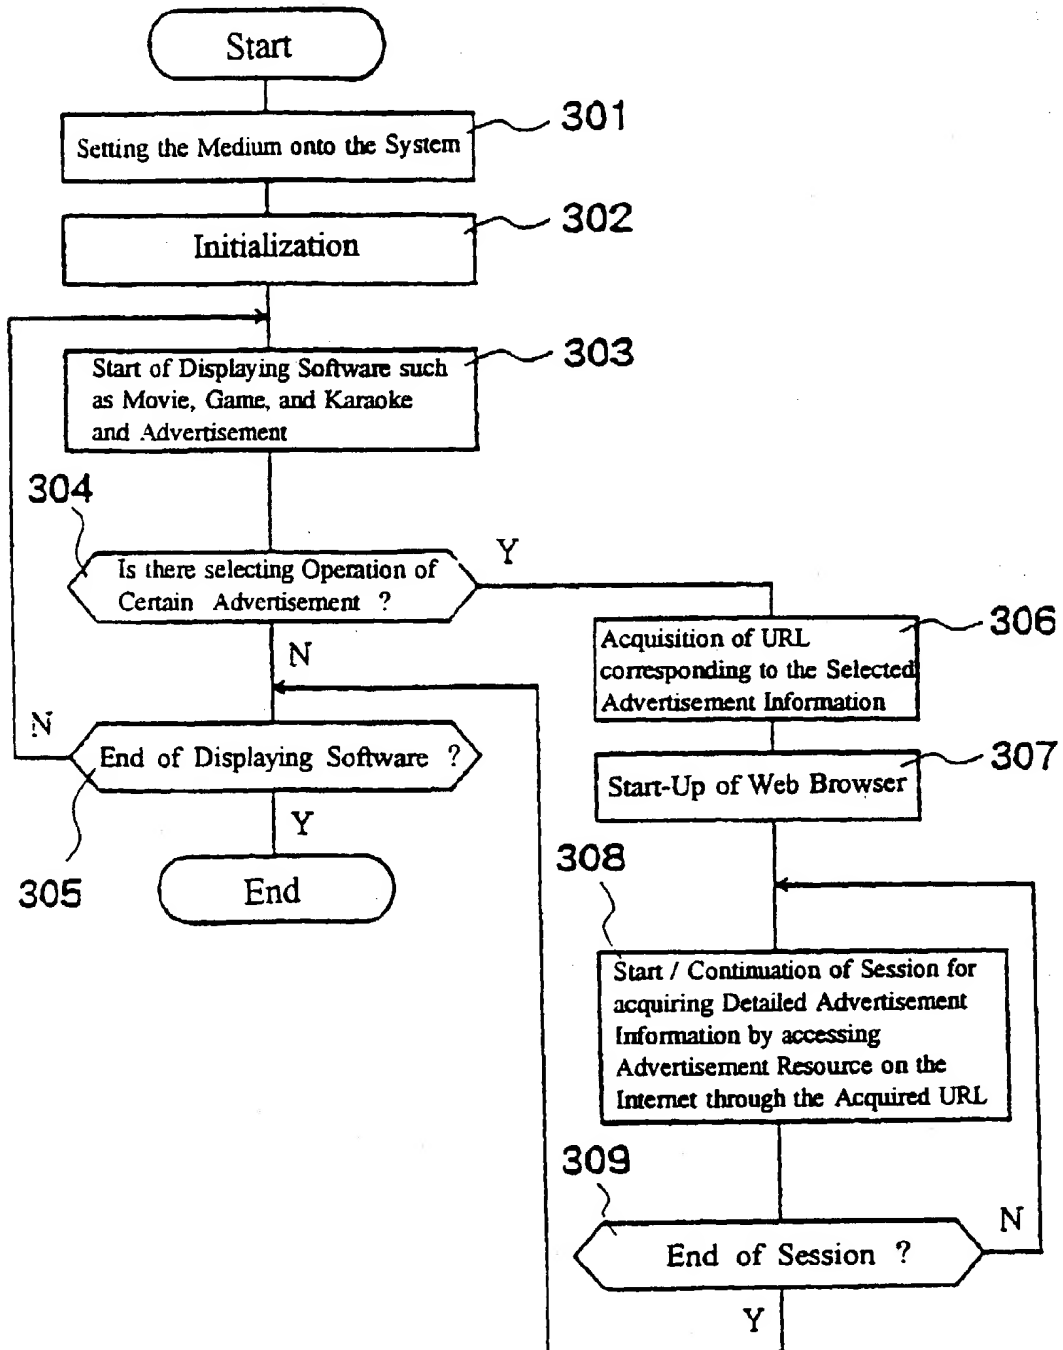 Start
Setting the Medium onto the System
301
Initialization
302
Start of Displaying Software such
as Movie, Game, and Karaoke
and Advertisement
303
304
Is there selecting Operation of
Certain Advertisement ?
Y
N
N
End of Displaying Software ?
305
Y
End
Acquisition of URL
corresponding to the Selected
Advertisement Information
306
Start-Up of Web Browser
307
308
Start / Continuation of Session for
acquiring Detailed Advertisement
Information by accessing
Advertisement Resource on the
Internet through the Acquired URL
309
End of Session ?
N
Y